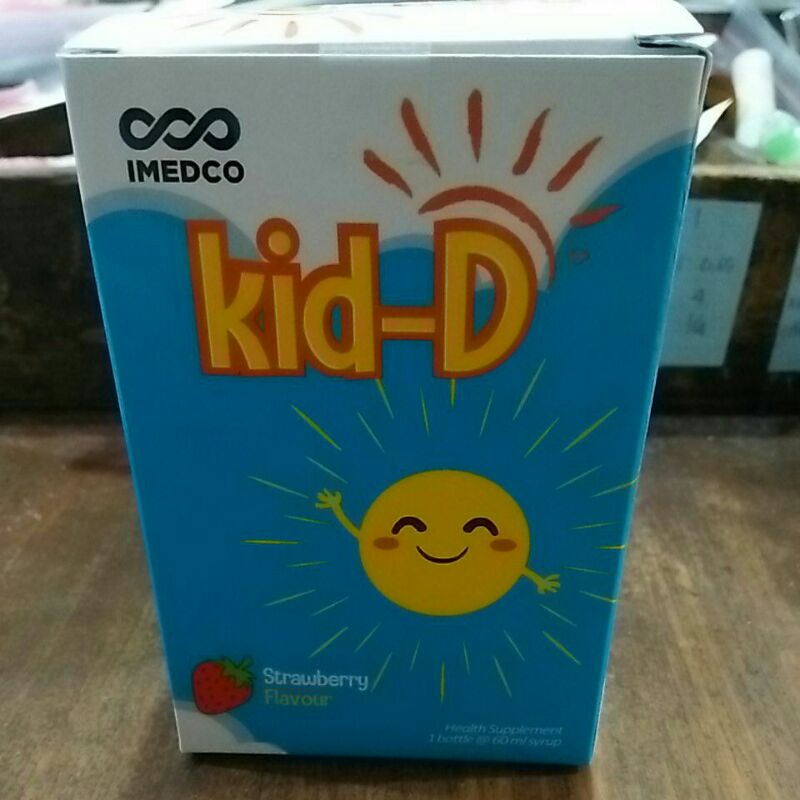 IMEDCO
kid-D
Strawberry
Flavour
Health Supplement
1 bottle @ 60 ml syrup